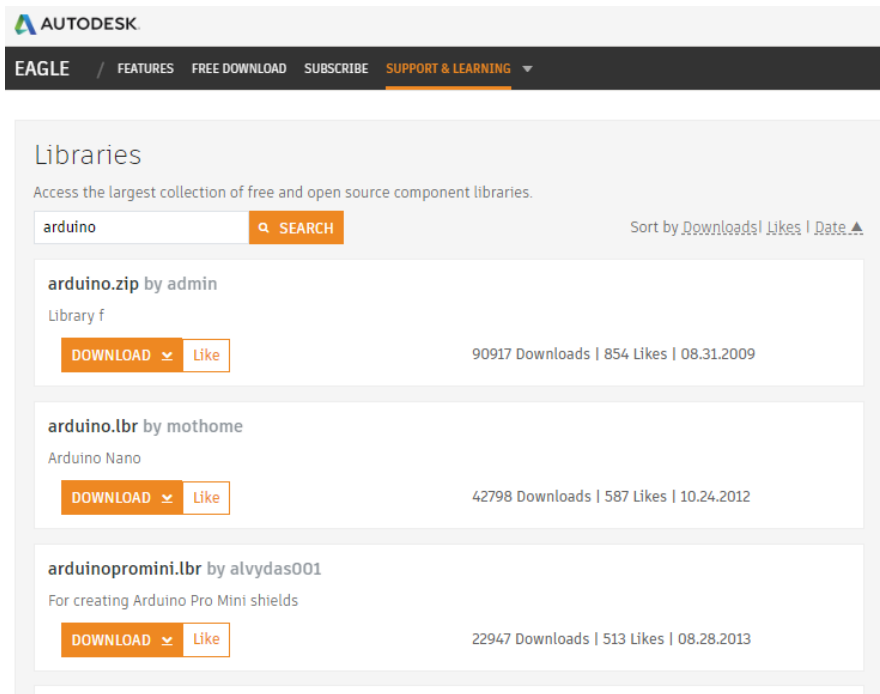 AUTODESK.
EAGLE / FEATURES FREE DOWNLOAD SUBSCRIBE SUPPORT & LEARNING
Libraries
Access the largest collection of free and open source component libraries.
arduino SEARCH Sort by Downloads| Likes | Date
arduino.zip by admin
Library f
DOWNLOAD Like 90917 Downloads | 854 Likes | 08.31.2009
arduino.lbr by mothome
Arduino Nano
DOWNLOAD Like 42798 Downloads | 587 Likes | 10.24.2012
arduinopromini.lbr by alvydas001
For creating Arduino Pro Mini shields
DOWNLOAD Like 22947 Downloads | 513 Likes | 08.28.2013